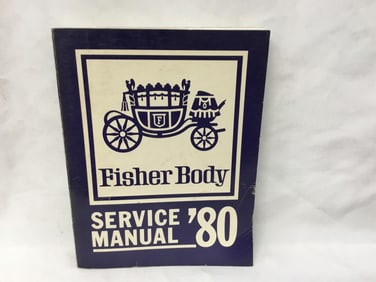 F
Fisher Body
SERVICE
MANUAL '80